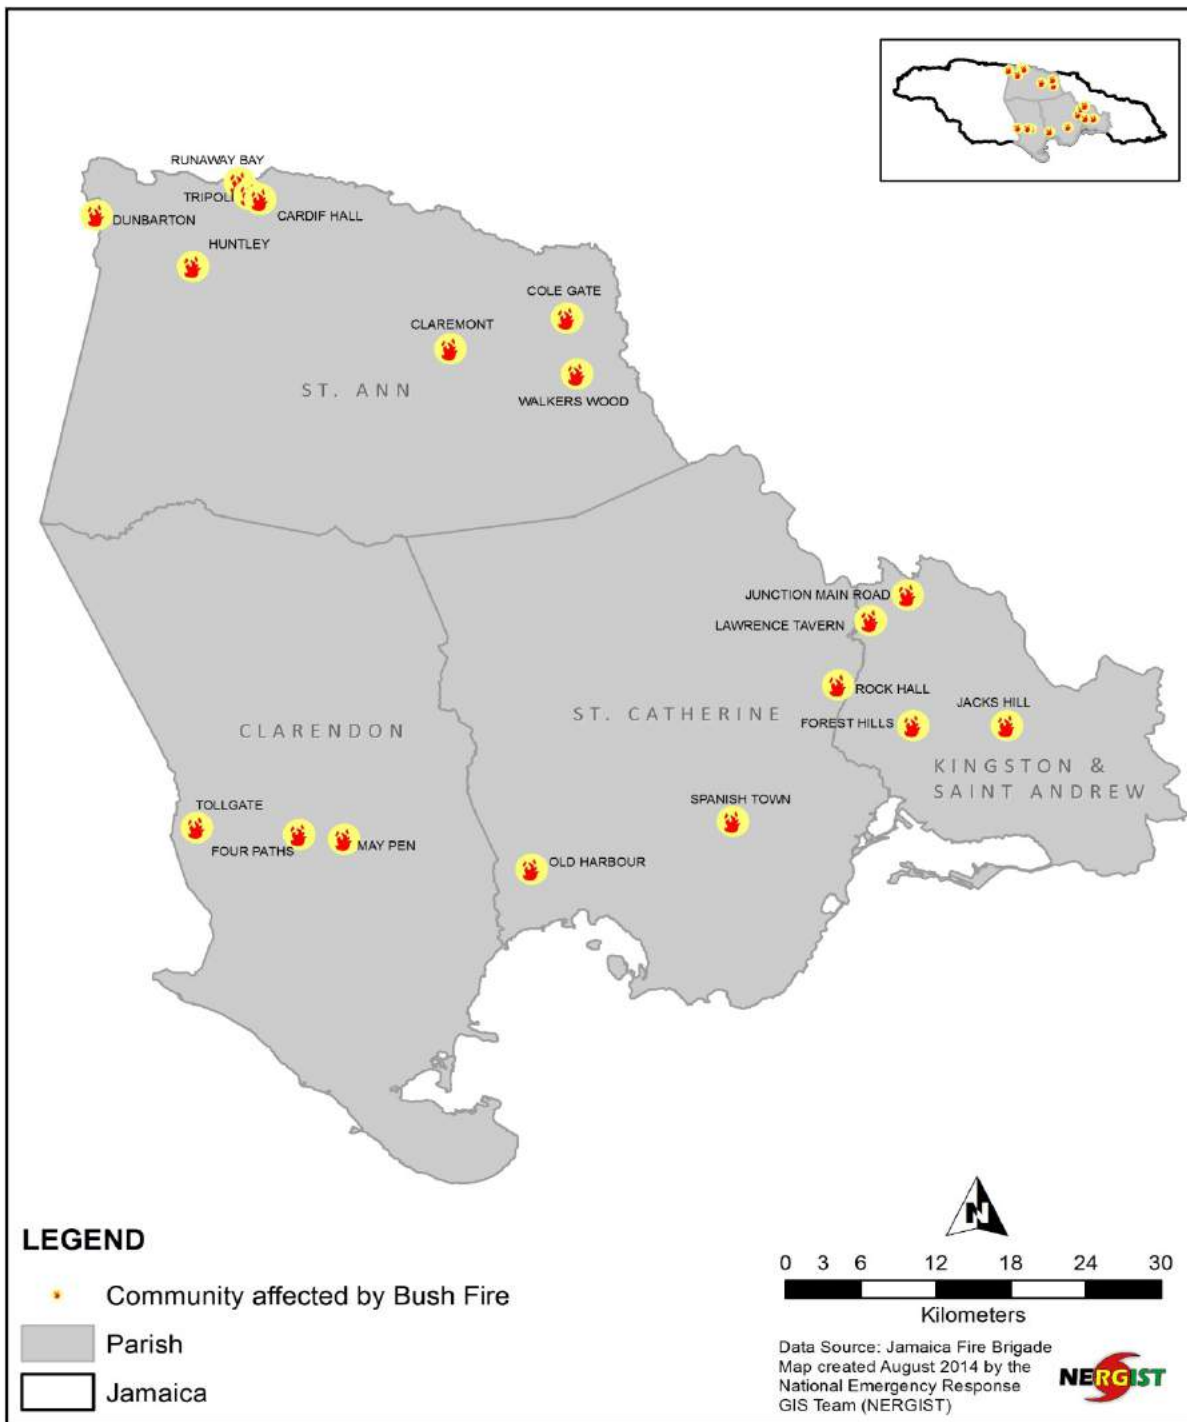 RUNAWAY BAY
TRIPOLI
CARDIF HALL
DUNBARTON
HUNTLEY
COLE GATE
CLAREMONT
ST. ANN
WALKERS WOOD
JUNCTION MAIN ROAD
LAWRENCE TAVERN
ROCK HALL
JACKS HILL
FOREST HILLS
ST. CATHERINE
CLARENDON
KINGSTON &
SAINT ANDREW
SPANISH TOWN
TOLLGATE
FOUR PATHS
MAY PEN
OLD HARBOUR
N
LEGEND
Community affected by Bush Fire
Parish
Jamaica
0 3 6 12 18 24 30
Kilometers
Data Source: Jamaica Fire Brigade
Map created August 2014 by the
National Emergency Response
GIS Team (NERGIST)
NERGIST